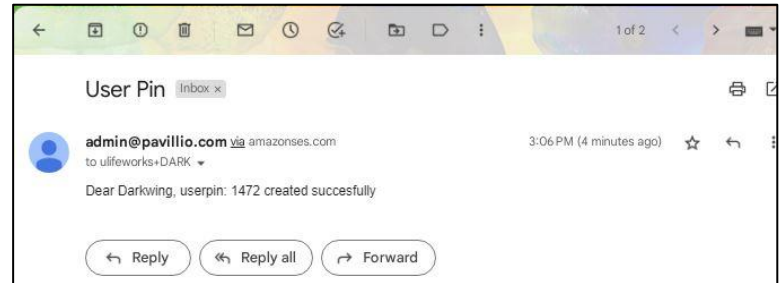 1 of 2
User Pin Inbox x
admin@pavillio.com via amazonses.com 3:06 PM (4 minutes ago)
to ulifeworks+DARK
Dear Darkwing, userpin: 1472 created succesfully
Reply Reply all Forward